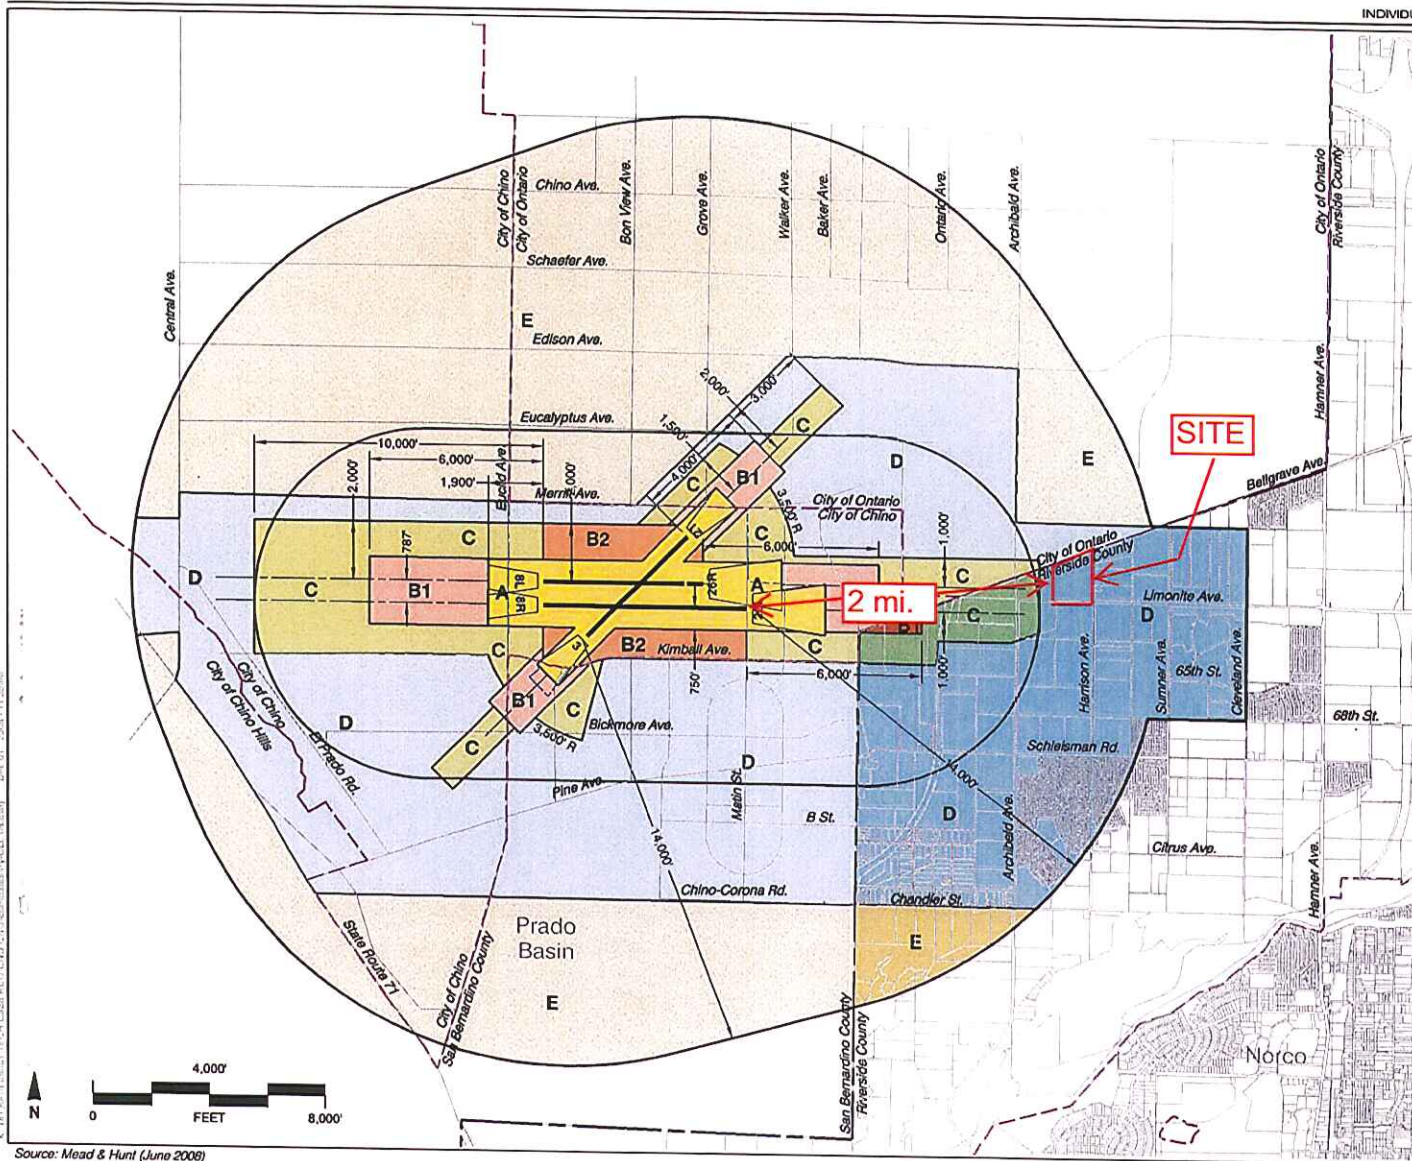 INDIVIDU
Chino Ave.
City of Chino
City of Ontario
Bon View Ave.
Grove Ave.
Walker Ave.
Baker Ave.
Ontario Ave.
Archibald Ave.
City of Ontario
Riverside County
Schaefer Ave.
Central Ave.
E
Edison Ave.
Hamner Ave.
2,000'
3,000'
Eucalyptus Ave.
1,500'
C
SITE
10,000'
6,000'
Euclid Ave.
4,000'
B1
D
E
Bellgrave Ave.
2,000'
1,900'
Merrill Ave.
C
3,500' R
City of Ontario
City of Chino
C
B2
C
6,000'
1,000'
City of Ontario
Riverside County
787'
D
C
B1
A
8L
8R
21
26R
A
2 mi.
C
C
Limonite Ave.
D
3
B2
Kimball Ave.
C
B1
C
750'
6,000'
1,000'
Harrison Ave.
Sumner Ave.
65th St.
Cleveland Ave.
City of Chino
City of Chino Hills
El Prado Rd.
D
B1
C
Bickmore Ave.
3,500' R
C
68th St.
Schleisman Rd.
Pine Ave.
D
14,000'
B St.
D
Archibald Ave.
14,000'
Citrus Ave.
Hamner Ave.
Chino-Corona Rd.
Chandler St.
Prado
Basin
State Route 71
City of Chino
San Bernardino County
E
E
San Bernardino County
Riverside County
Norco
N
4,000'
0
FEET
8,000'
Source: Mead & Hunt (June 2008)